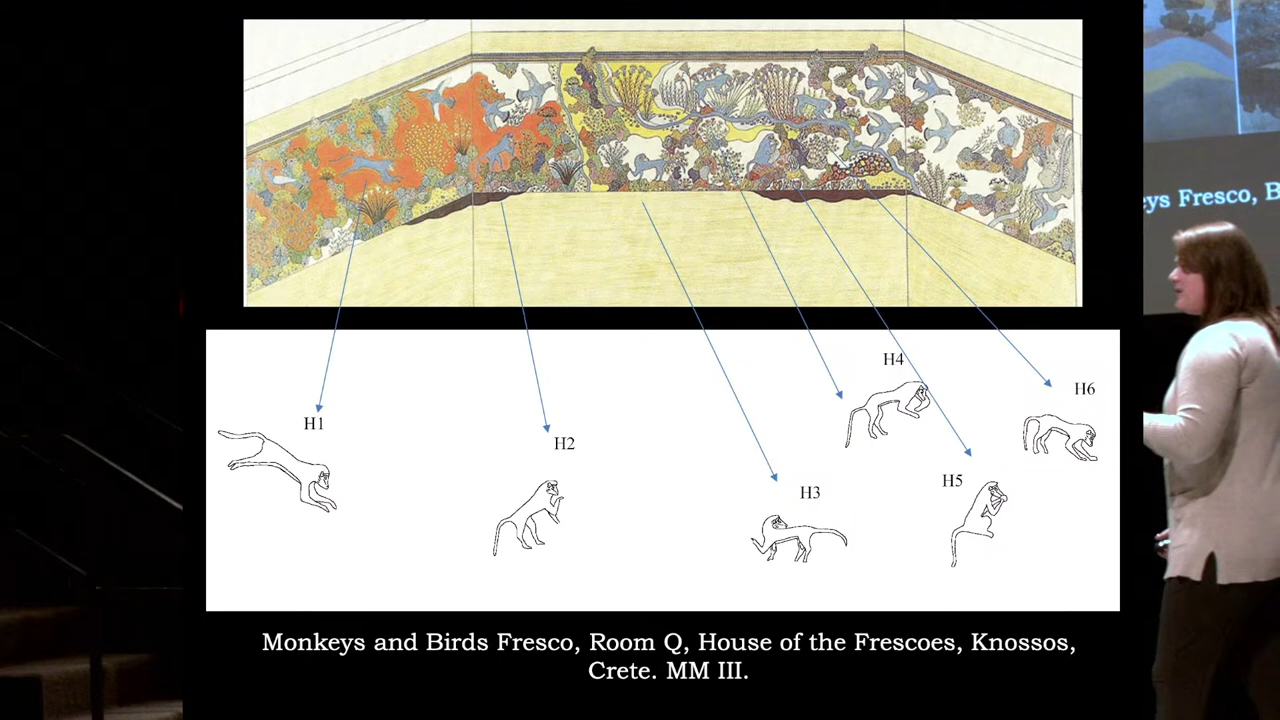 eys Fresco, B
H4
H6
H1
H2
H5
H3
Monkeys and Birds Fresco, Room Q, House of the Frescoes, Knossos,
Crete. MM III.